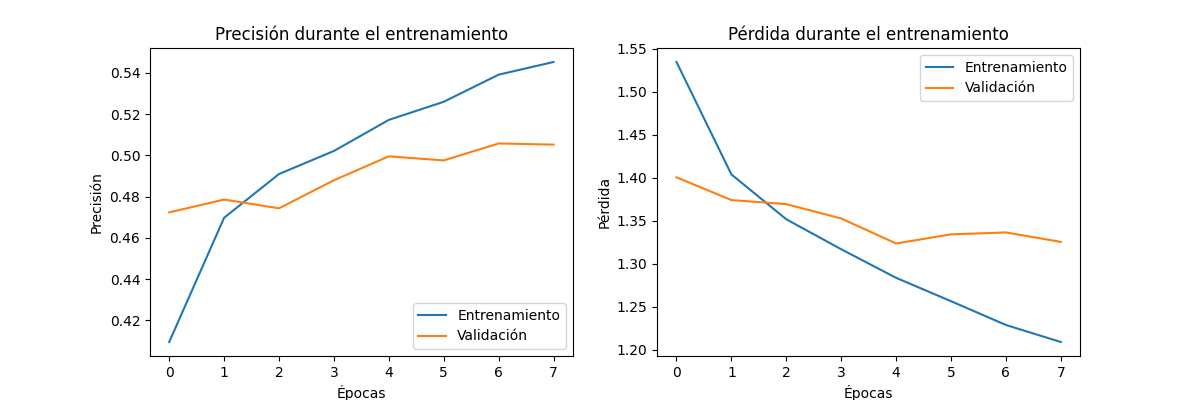 Precisión durante el entrenamiento
Precisión
0.54
0.52
0.50
0.48
0.46
0.44
0.42
0 1 2 3 4 5 6 7
Épocas
Entrenamiento
Validación
Pérdida durante el entrenamiento
Pérdida
1.55
1.50
1.45
1.40
1.35
1.30
1.25
1.20
0 1 2 3 4 5 6 7
Épocas
Entrenamiento
Validación